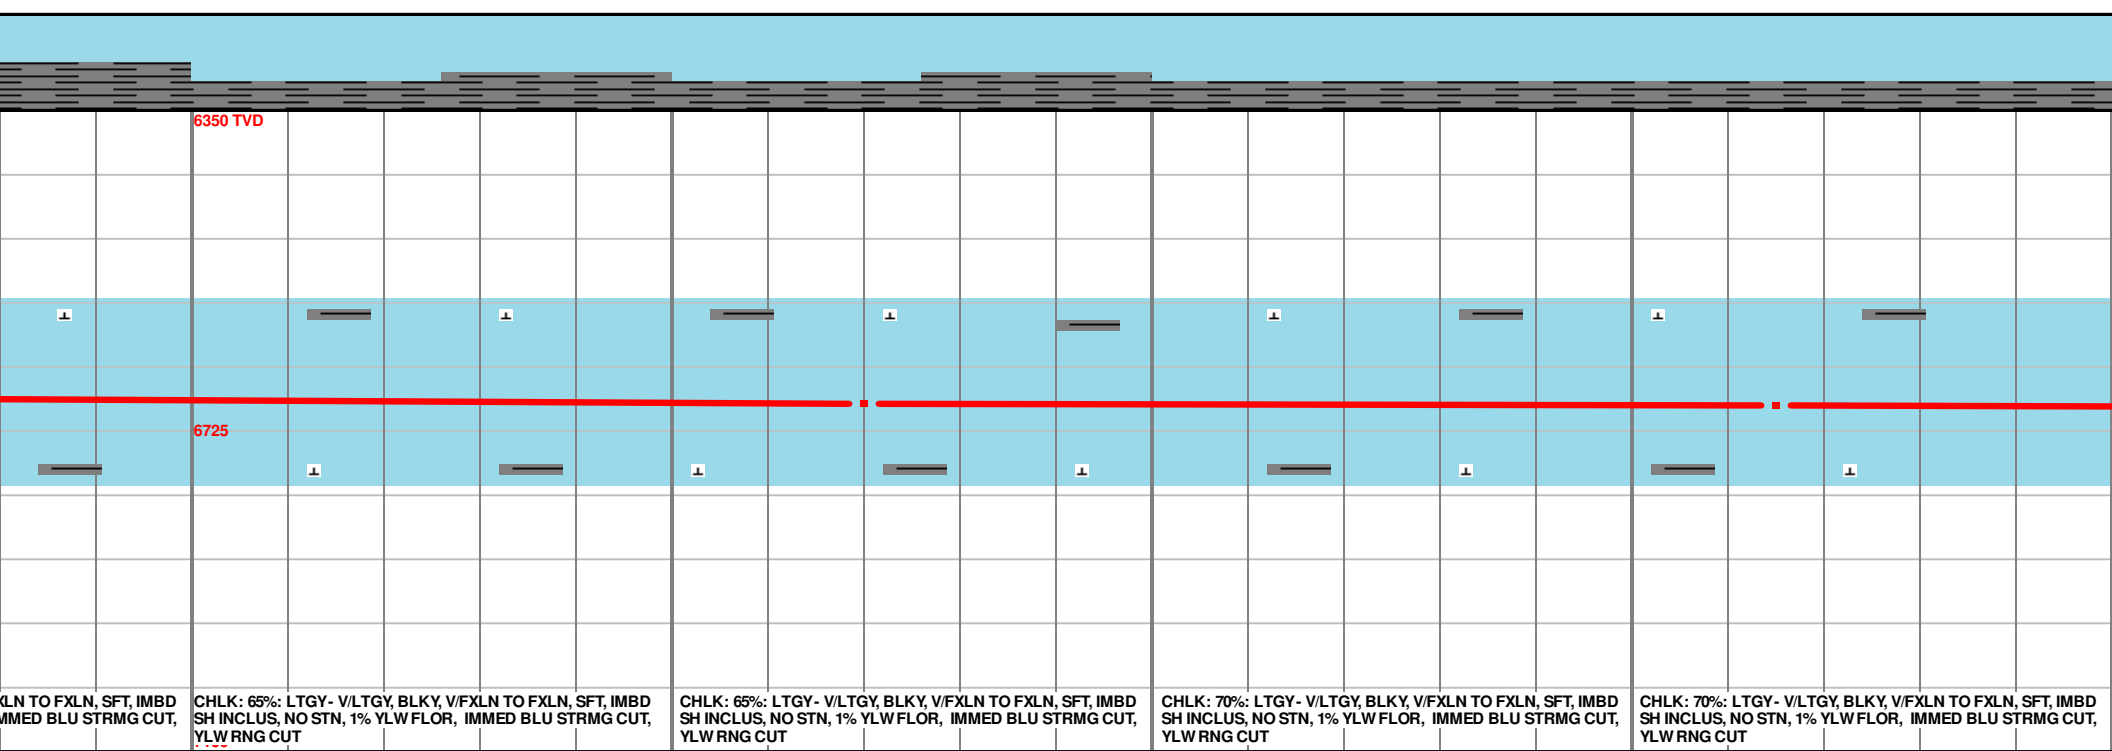 6350 TVD
6725
XLN TO FXLN, SFT, IMBD
MMED BLU STRMG CUT,
CHLK: 65%: LTGY- V/LTGY, BLKY, V/FXLN TO FXLN, SFT, IMBD
SH INCLUS, NO STN, 1% YLW FLOR, IMMED BLU STRMG CUT,
YLW RNG CUT
CHLK: 65%: LTGY- V/LTGY, BLKY, V/FXLN TO FXLN, SFT, IMBD
SH INCLUS, NO STN, 1% YLW FLOR, IMMED BLU STRMG CUT,
YLW RNG CUT
CHLK: 70%: LTGY- V/LTGY, BLKY, V/FXLN TO FXLN, SFT, IMBD
SH INCLUS, NO STN, 1% YLW FLOR, IMMED BLU STRMG CUT,
YLW RNG CUT
CHLK: 70%: LTGY- V/LTGY, BLKY, V/FXLN TO FXLN, SFT, IMBD
SH INCLUS, NO STN, 1% YLW FLOR, IMMED BLU STRMG CUT,
YLW RNG CUT